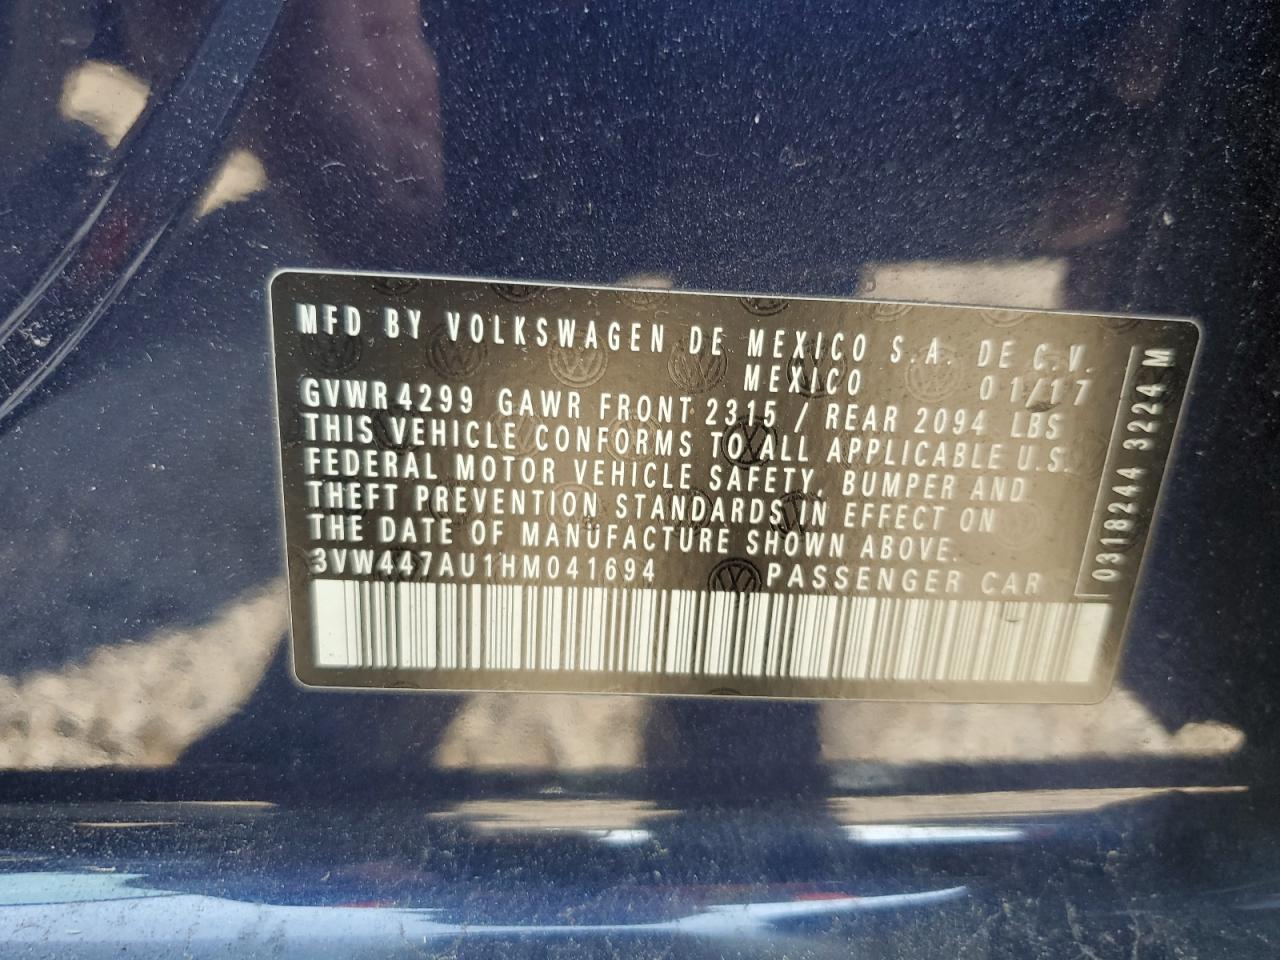 MFD BY VOLKSWAGEN DE MEXICO S.A. DE C.V.
MEXICO 01/17
GVWR 4299 GAWR FRONT 2315 / REAR 2094 LBS
THIS VEHICLE CONFORMS TO ALL APPLICABLE U.S.
FEDERAL MOTOR VEHICLE SAFETY, BUMPER AND
THEFT PREVENTION STANDARDS IN EFFECT ON
THE DATE OF MANUFACTURE SHOWN ABOVE.
3VW447AU1HM041694 PASSENGER CAR
0318244 3224 M